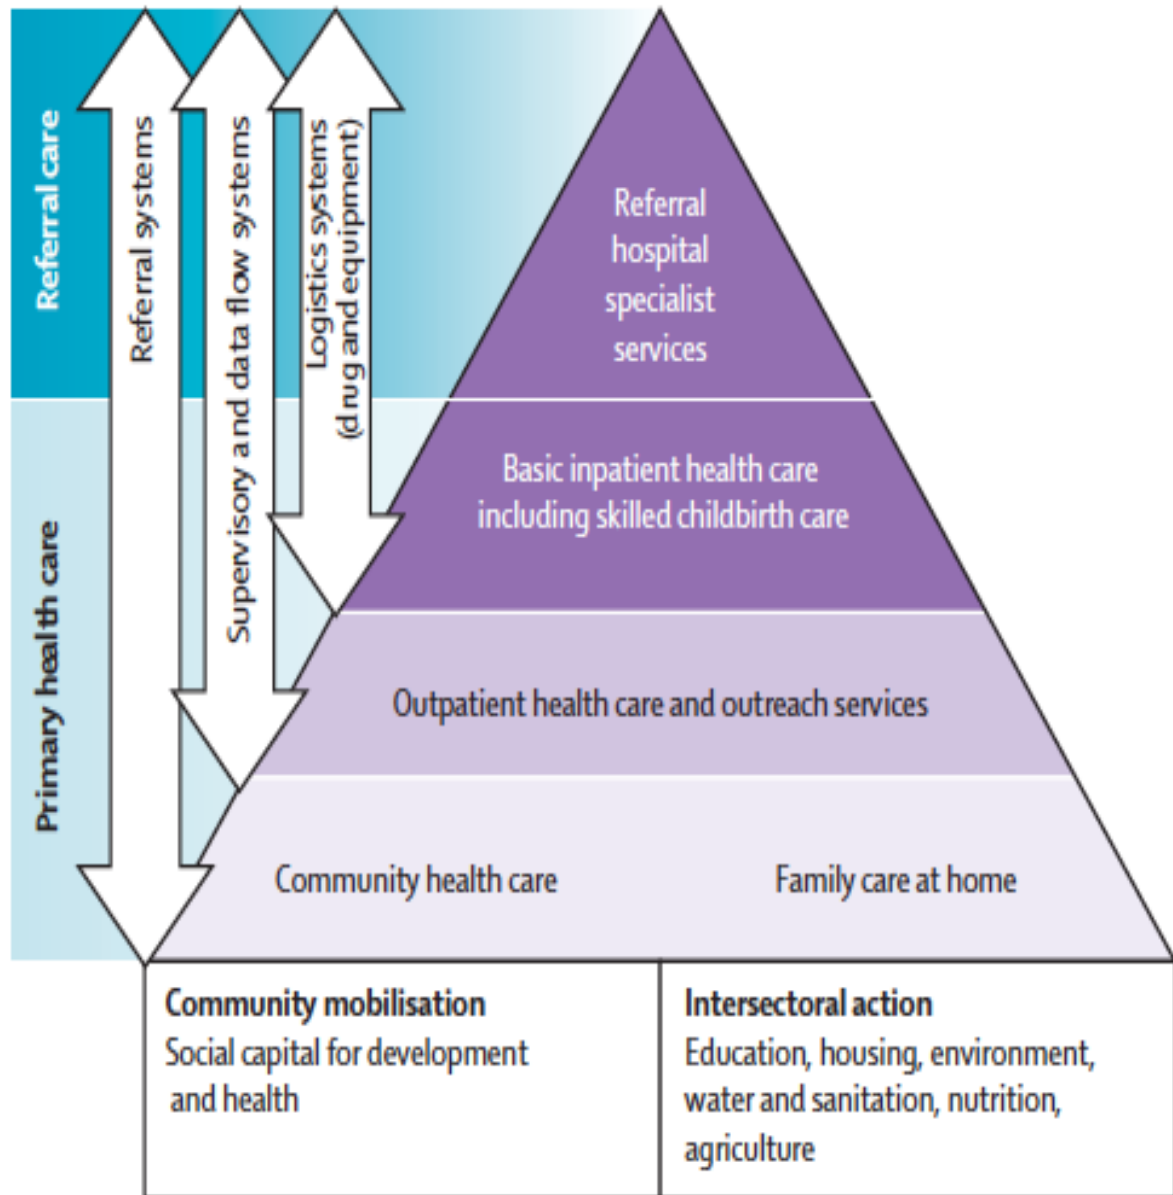 Referral care
Primary health care
Referral systems
Supervisory and data flow systems
Logistics systems
(drug and equipment)
Referral
hospital
specialist
services
Basic inpatient health care
including skilled childbirth care
Outpatient health care and outreach services
Community health care
Family care at home
Community mobilisation
Social capital for development
and health
Intersectoral action
Education, housing, environment,
water and sanitation, nutrition,
agriculture